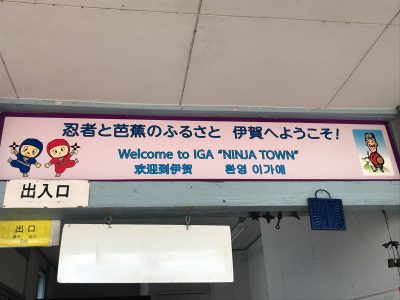 忍者と芭蕉のふるさと 伊賀へようこそ!
Welcome to IGA "NINJA TOWN"
欢迎到伊贺 환영 이가에
出入口
出口